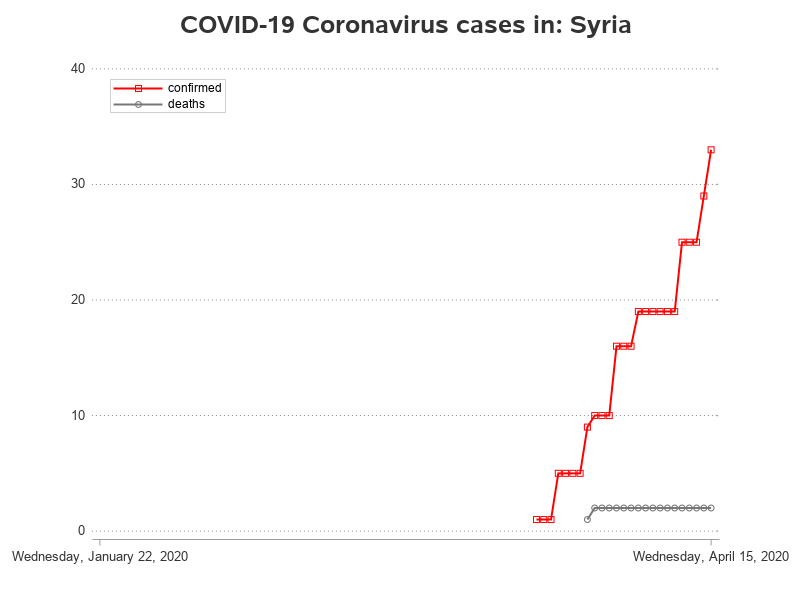 COVID-19 Coronavirus cases in: Syria
40
confirmed
deaths
30
20
10
0
Wednesday, January 22, 2020
Wednesday, April 15, 2020